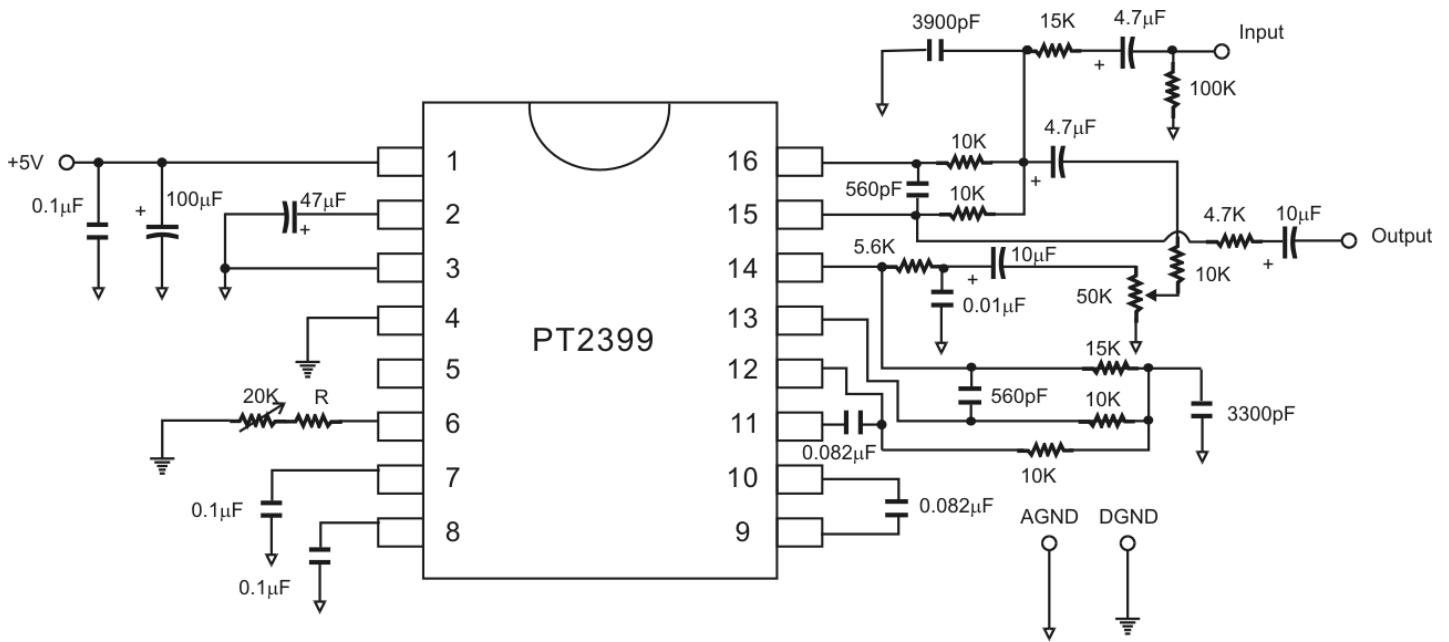 3900pF
15K
4.7µF
Input
+
100K
+5V
0.1µF
+
100µF
47µF
+
1
2
3
4
5
6
7
8
PT2399
16
15
14
13
12
11
10
9
10K
4.7µF
+
560pF
10K
4.7K
10µF
Output
+
5.6K
10µF
+
0.01µF
50K
10K
15K
560pF
10K
3300pF
0.082µF
10K
0.082µF
20K
R
0.1µF
0.1µF
AGND
DGND